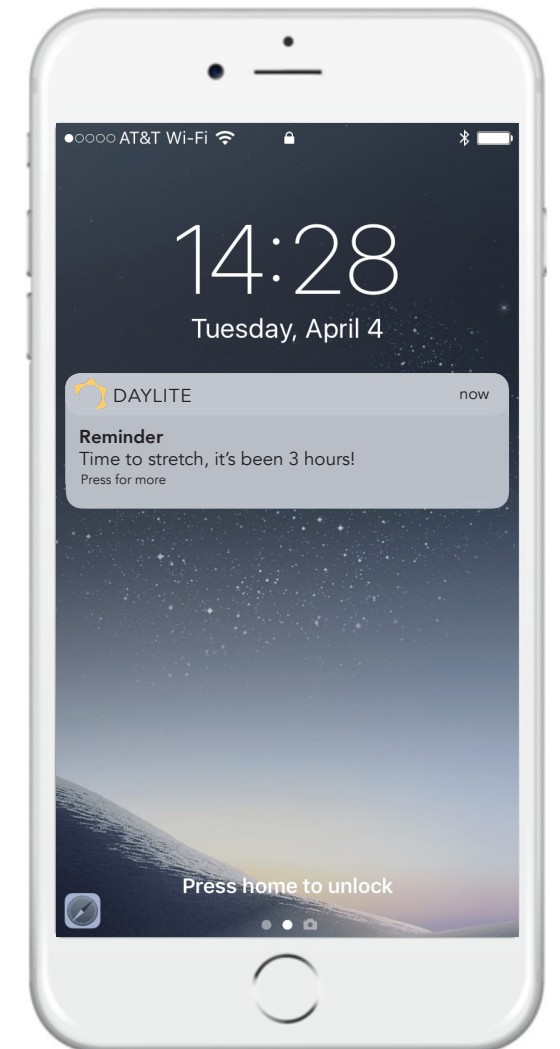 AT&T Wi-Fi
14:28
Tuesday, April 4
DAYLITE now
Reminder
Time to stretch, it's been 3 hours!
Press for more
Press home to unlock